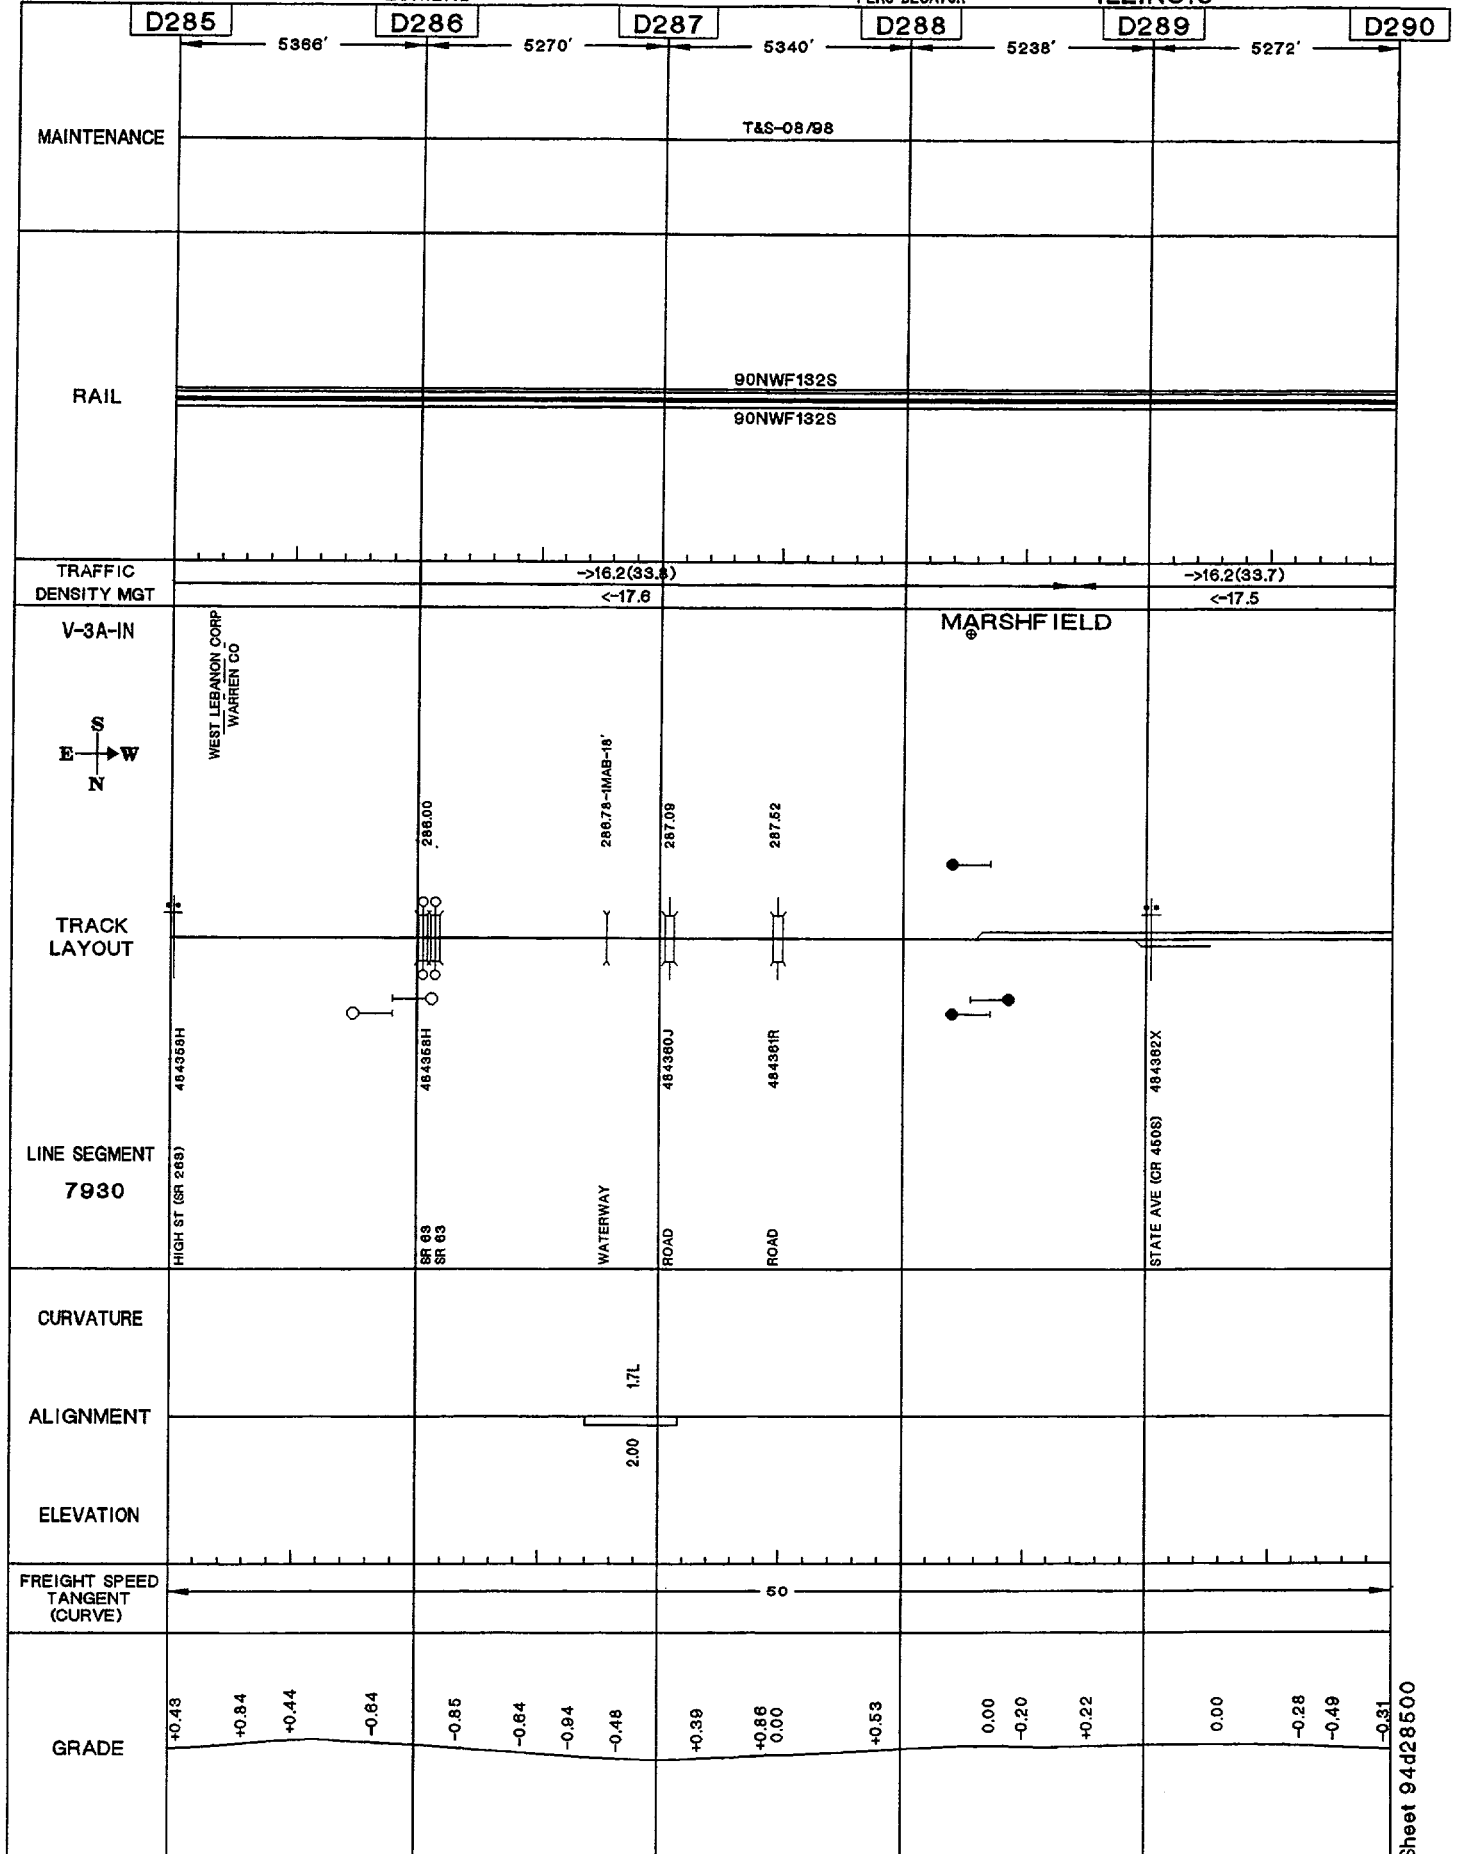 D285 D286 D287 D288 D289 D290
5366' 5270' 5340' 5238' 5272'
MAINTENANCE
T&S-08/98
RAIL
90NWF132S
90NWF132S
TRAFFIC
DENSITY MGT
->16.2(33.8) ->16.2(33.7)
<-17.6 <-17.5
V-3A-IN
WEST LEBANON CORP
WARREN CO
MARSHFIELD
S
E W
N
286.00
286.78-1MAB-18'
287.09
287.52
TRACK
LAYOUT
484358H
484358H
484360J
484361R
484362X
LINE SEGMENT
7930
HIGH ST (SR 263)
SR 63
SR 63
WATERWAY
ROAD
ROAD
STATE AVE (CR 450S)
CURVATURE
1.7L
ALIGNMENT
2.00
ELEVATION
FREIGHT SPEED
TANGENT
(CURVE)
50
GRADE
+0.43 +0.84 +0.44 -0.64 -0.85 -0.64 -0.94 -0.48 +0.39 +0.86 0.00 +0.53 0.00 -0.20 +0.22 0.00 -0.28 -0.49 -0.31
Sheet 94d28500